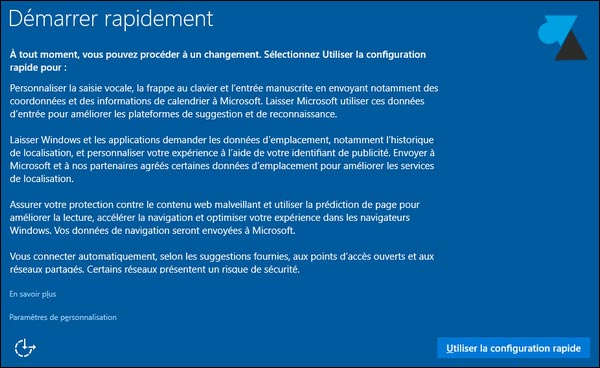 Démarrer rapidement
À tout moment, vous pouvez procéder à un changement. Sélectionnez Utiliser la configuration
rapide pour :
Personnaliser la saisie vocale, la frappe au clavier et l'entrée manuscrite en envoyant notamment des
coordonnées et des informations de calendrier à Microsoft. Laisser Microsoft utiliser ces données
d'entrée pour améliorer les plateformes de suggestion et de reconnaissance.
Laisser Windows et les applications demander les données d'emplacement, notamment l'historique
de localisation, et personnaliser votre expérience à l'aide de votre identifiant de publicité. Envoyer à
Microsoft et à nos partenaires agréés certaines données d'emplacement pour améliorer les services
de localisation.
Assurer votre protection contre le contenu web malveillant et utiliser la prédiction de page pour
améliorer la lecture, accélérer la navigation et optimiser votre expérience dans les navigateurs
Windows. Vos données de navigation seront envoyées à Microsoft.
Vous connecter automatiquement, selon les suggestions fournies, aux points d'accès ouverts et aux
réseaux partagés. Certains réseaux présentent un risque de sécurité.
En savoir plus
Paramètres de personnalisation
Utiliser la configuration rapide